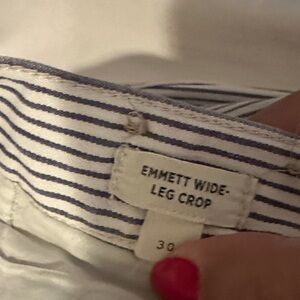 EMMETT WIDE-
LEG CROP
30